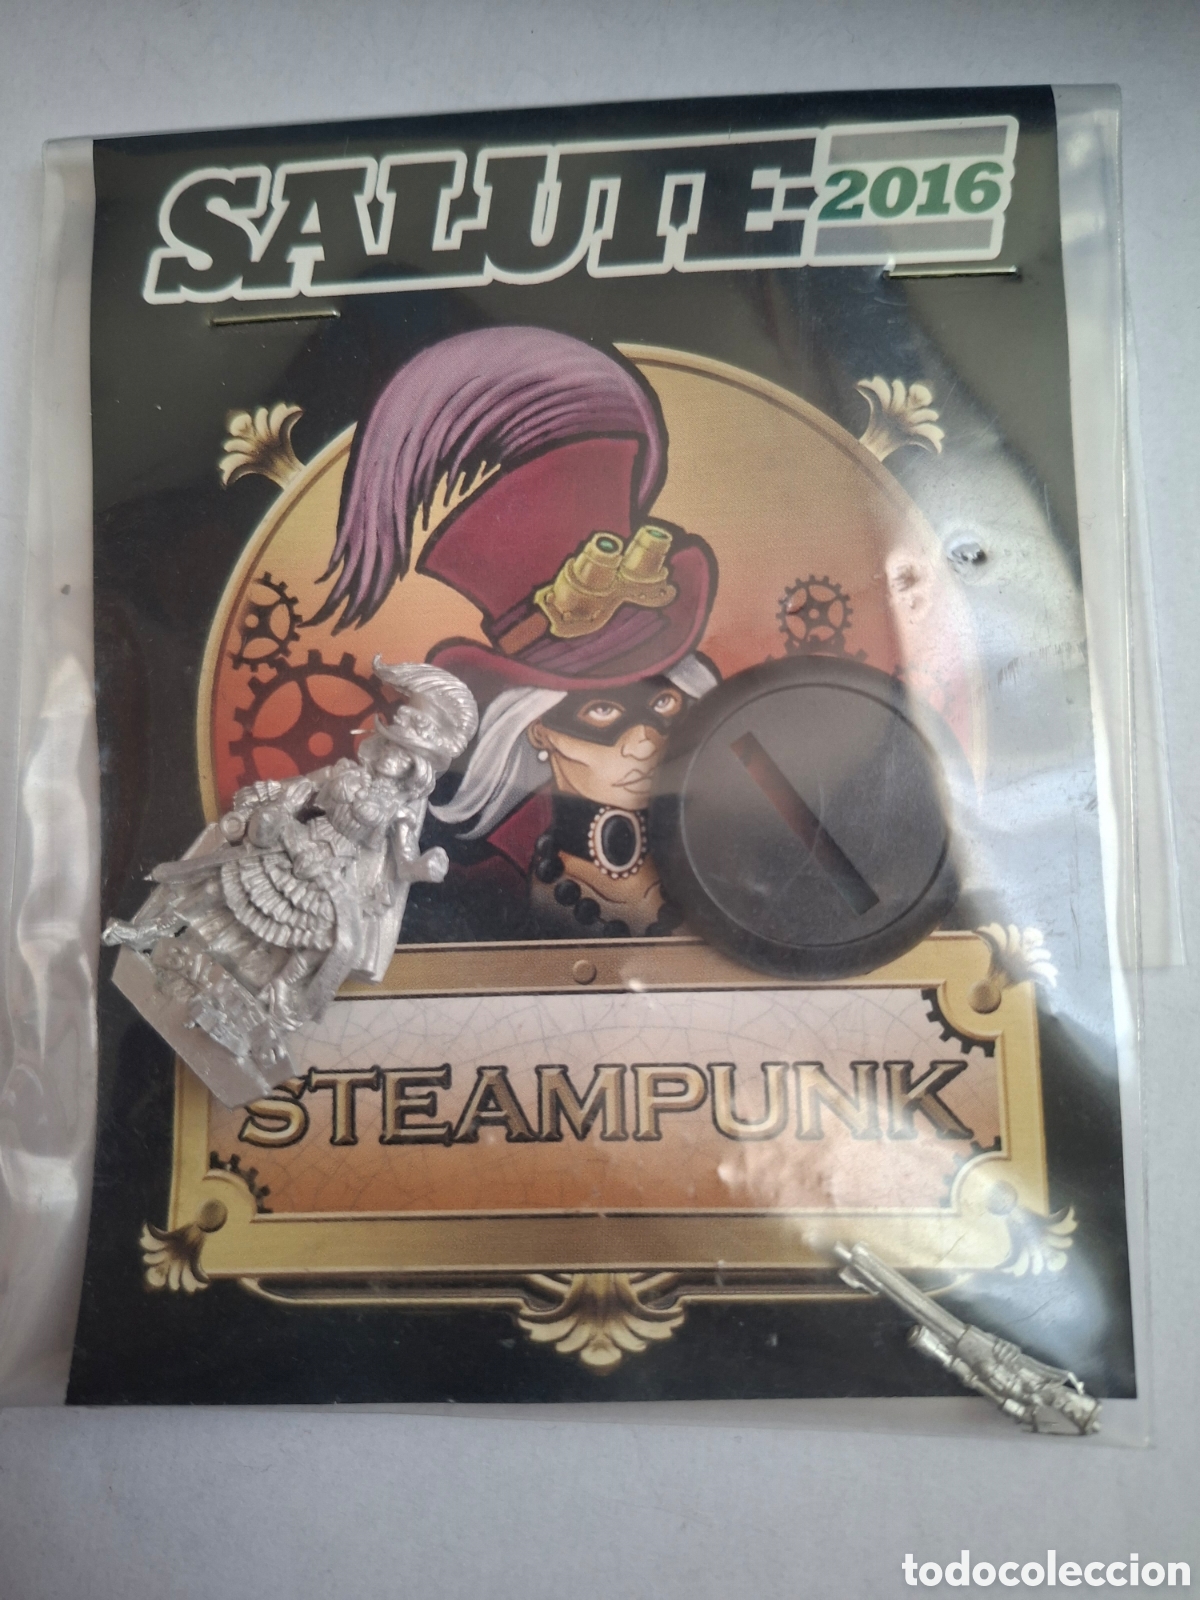 SALUTE 2016
STEAMPUNK
todocoleccion